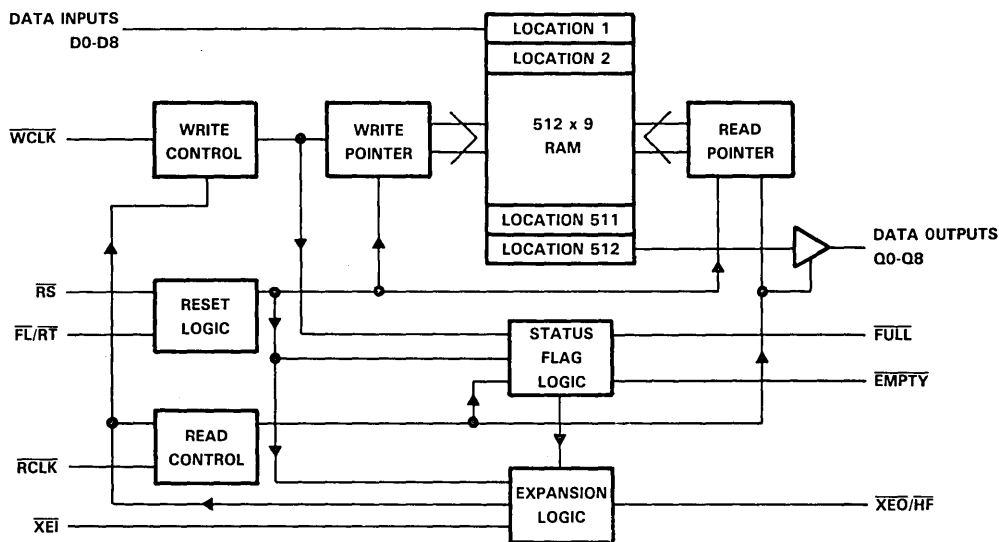 DATA INPUTS
D0-D8
LOCATION 1
LOCATION 2
512 x 9
RAM
LOCATION 511
LOCATION 512
WCLK
WRITE
CONTROL
WRITE
POINTER
READ
POINTER
DATA OUTPUTS
Q0-Q8
RS
FL/RT
RESET
LOGIC
STATUS
FLAG
LOGIC
FULL
EMPTY
RCLK
READ
CONTROL
XEI
EXPANSION
LOGIC
XEO/HF